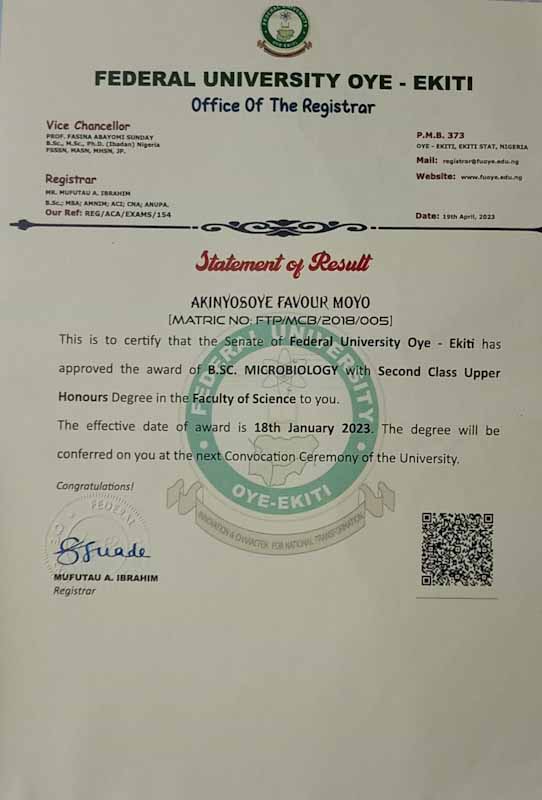 FEDERAL UNIVERSITY OYE - EKITI
Office Of The Registrar
Vice Chancellor
PROF. FASINA ABAYOMI SUNDAY
B.Sc., M.Sc., Ph.D. (Ibadan) Nigeria
FSSSN, MASN, MHSN, JP.
Registrar
MR. MUFUTAU A. IBRAHIM
B.Sc.; MBA; AMNIM; ACI; CNA; ANUPA.
Our Ref: REG/ACA/EXAMS/154
P.M.B. 373
OYE - EKITI, EKITI STAT, NIGERIA
Mail: registrar@fuoye.edu.ng
Website: www.fuoye.edu.ng
Date: 19th April, 2023
Statement of Result
AKINYOSOYE FAVOUR MOYO
[MATRIC NO: FTP/MCB/2018/005]
This is to certify that the Senate of Federal University Oye - Ekiti has
approved the award of B.SC. MICROBIOLOGY with Second Class Upper
Honours Degree in the Faculty of Science to you.
The effective date of award is 18th January 2023. The degree will be
conferred on you at the next Convocation Ceremony of the University.
Congratulations!
FEDERAL UNIVERSITY
OYE-EKITI
INNOVATION & CHARACTER FOR NATIONAL TRANSFORMATION
FEDERAL
MUFUTAU A. IBRAHIM
Registrar